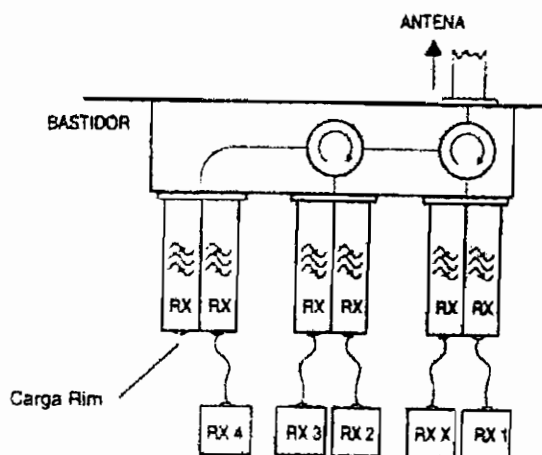 ANTENA
BASTIDOR
RX RX RX RX RX RX
Carga Rim
RX 4 RX 3 RX 2 RX X RX 1